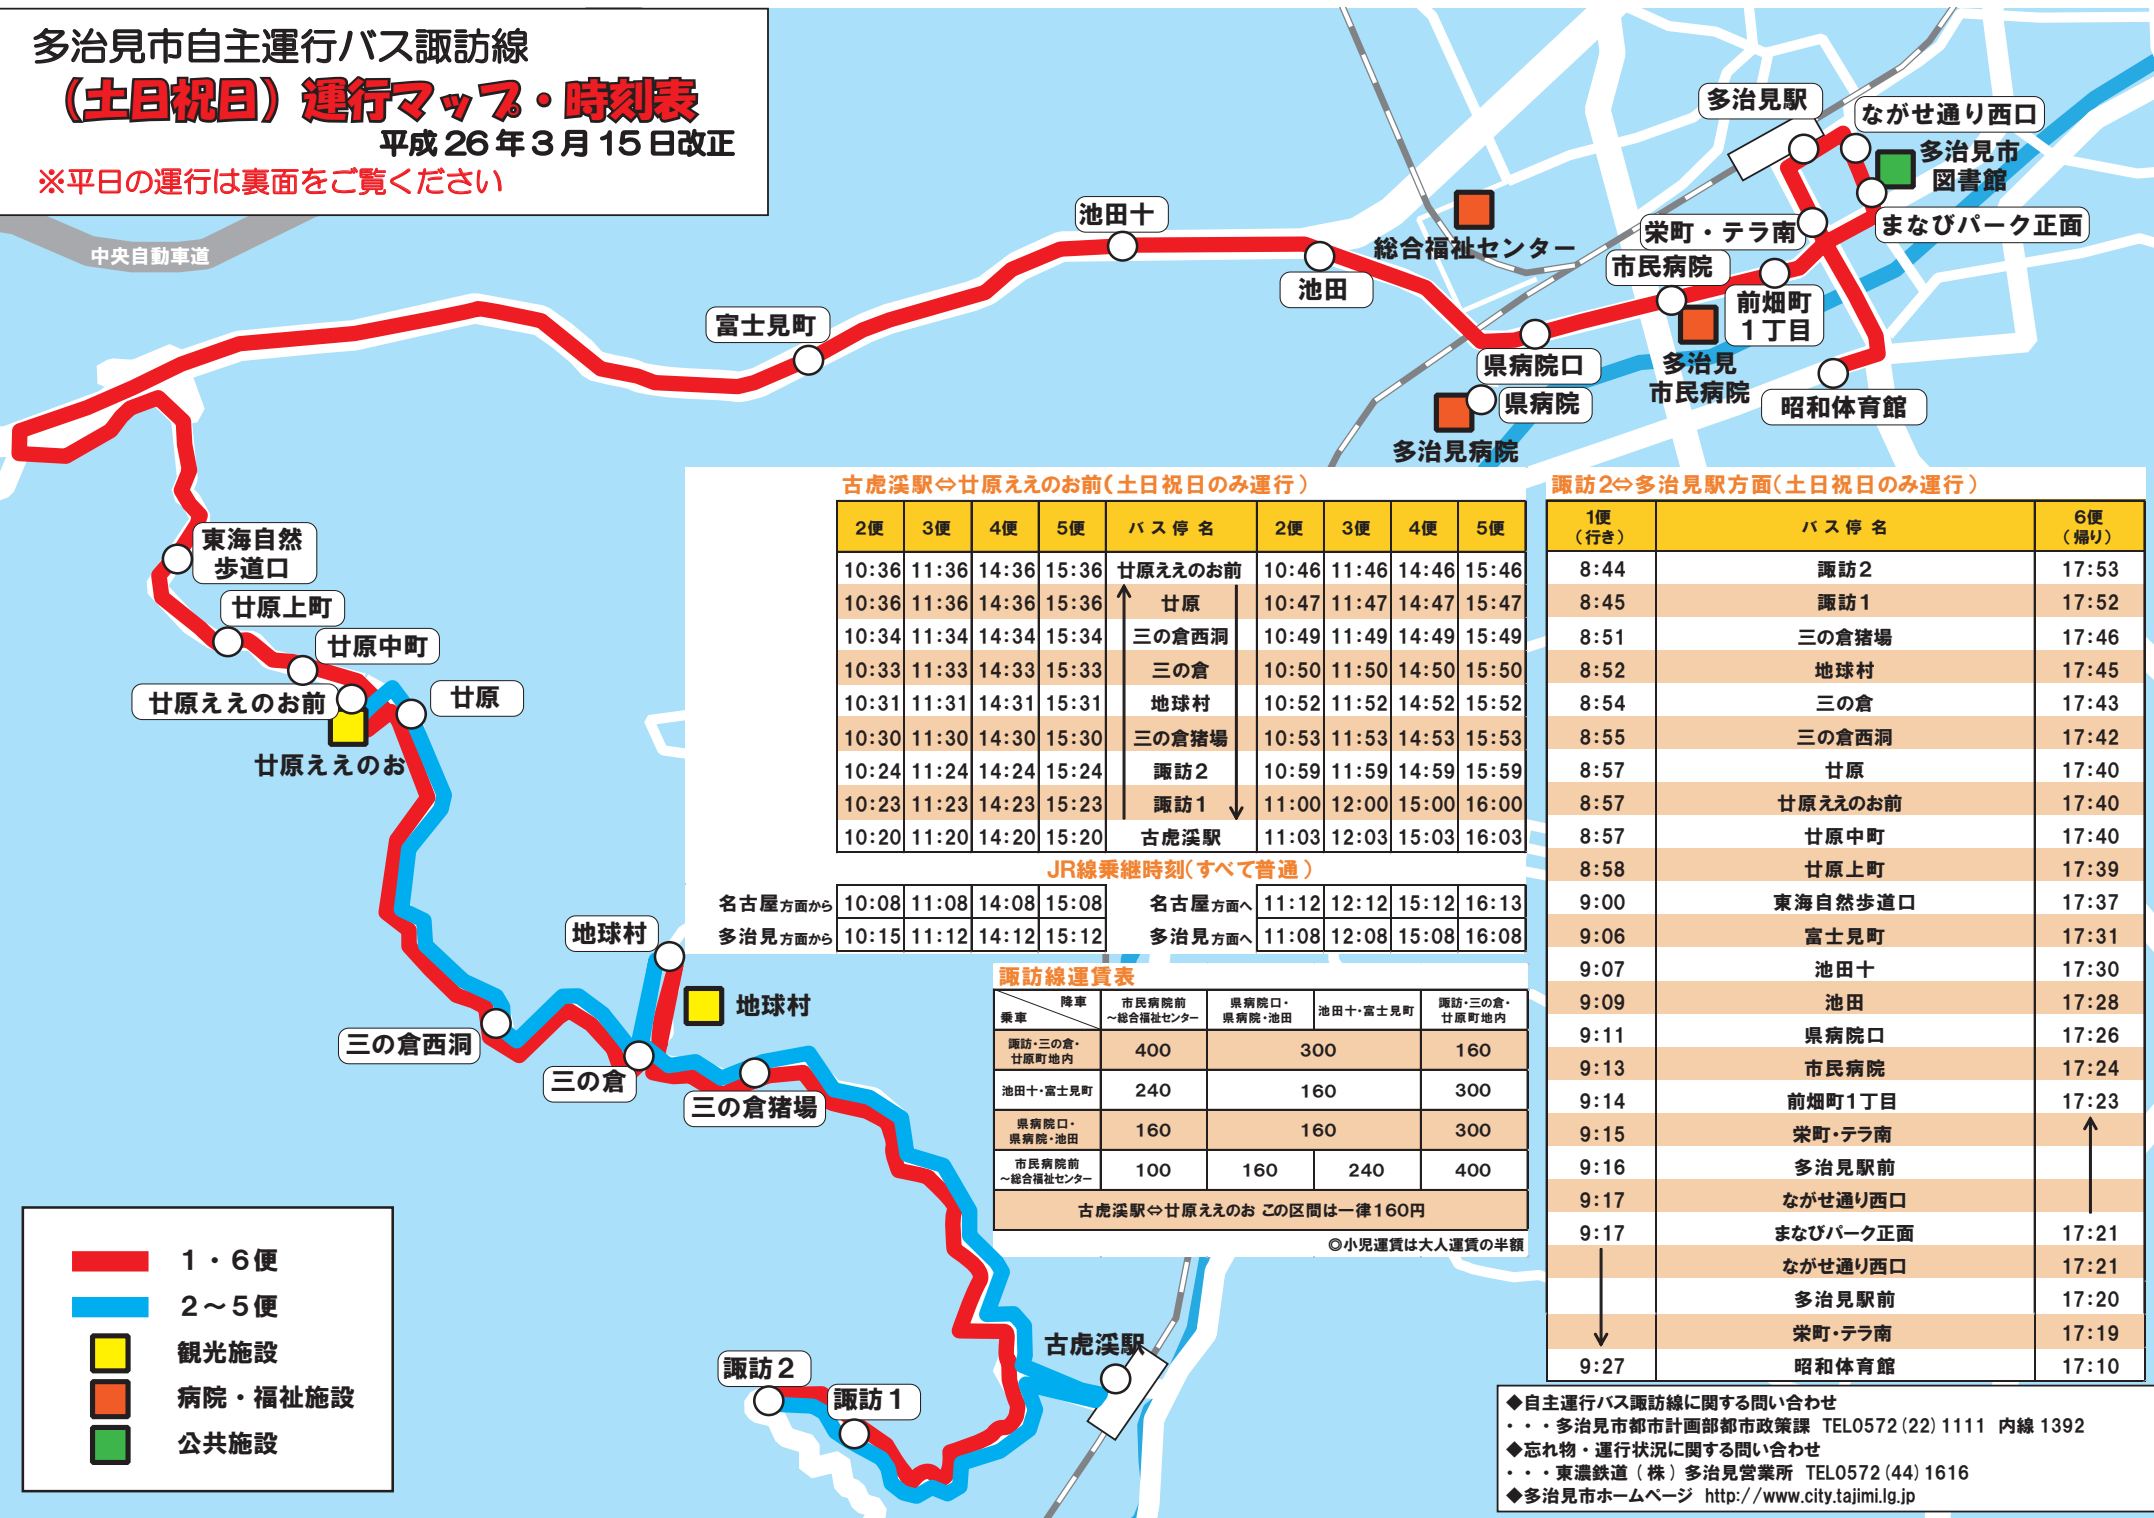 多治見市自主運行バス諏訪線
（土日祝日）運行マップ・時刻表
平成26年3月15日改正
※平日の運行は裏面をご覧ください
中央自動車道
多治見駅
ながせ通り西口
多治見市
図書館
まなびパーク正面
栄町・テラ南
市民病院
前畑町
1丁目
総合福祉センター
池田十
池田
富士見町
県病院口
県病院
多治見病院
多治見
市民病院
昭和体育館
東海自然
歩道口
廿原上町
廿原中町
廿原ええのお前
廿原
廿原ええのお
地球村
地球村
三の倉西洞
三の倉
三の倉猪場
諏訪2
諏訪1
古虎渓駅
1・6便
2～5便
観光施設
病院・福祉施設
公共施設
古虎渓駅⇔廿原ええのお前(土日祝日のみ運行)
2便 3便 4便 5便 バス停名 2便 3便 4便 5便
10:36 11:36 14:36 15:36 廿原ええのお前 10:46 11:46 14:46 15:46
10:36 11:36 14:36 15:36 廿原 10:47 11:47 14:47 15:47
10:34 11:34 14:34 15:34 三の倉西洞 10:49 11:49 14:49 15:49
10:33 11:33 14:33 15:33 三の倉 10:50 11:50 14:50 15:50
10:31 11:31 14:31 15:31 地球村 10:52 11:52 14:52 15:52
10:30 11:30 14:30 15:30 三の倉猪場 10:53 11:53 14:53 15:53
10:24 11:24 14:24 15:24 諏訪2 10:59 11:59 14:59 15:59
10:23 11:23 14:23 15:23 諏訪1 11:00 12:00 15:00 16:00
10:20 11:20 14:20 15:20 古虎渓駅 11:03 12:03 15:03 16:03
JR線乗継時刻(すべて普通)
名古屋方面から 10:08 11:08 14:08 15:08 名古屋方面へ 11:12 12:12 15:12 16:13
多治見方面から 10:15 11:12 14:12 15:12 多治見方面へ 11:08 12:08 15:08 16:08
諏訪線運賃表
降車
乗車
市民病院前
～総合福祉センター
県病院口・
県病院・池田
池田十・富士見町
諏訪・三の倉・
廿原町地内
諏訪・三の倉・
廿原町地内
400 300 160
池田十・富士見町 240 160 300
県病院口・
県病院・池田
160 160 300
市民病院前
～総合福祉センター
100 160 240 400
古虎渓駅⇔廿原ええのお この区間は一律160円
◎小児運賃は大人運賃の半額
諏訪2⇔多治見駅方面(土日祝日のみ運行)
1便
（行き）
バス停名
6便
（帰り）
8:44 諏訪2 17:53
8:45 諏訪1 17:52
8:51 三の倉猪場 17:46
8:52 地球村 17:45
8:54 三の倉 17:43
8:55 三の倉西洞 17:42
8:57 廿原 17:40
8:57 廿原ええのお前 17:40
8:57 廿原中町 17:40
8:58 廿原上町 17:39
9:00 東海自然歩道口 17:37
9:06 富士見町 17:31
9:07 池田十 17:30
9:09 池田 17:28
9:11 県病院口 17:26
9:13 市民病院 17:24
9:14 前畑町1丁目 17:23
9:15 栄町・テラ南
9:16 多治見駅前
9:17 ながせ通り西口
9:17 まなびパーク正面 17:21
ながせ通り西口 17:21
多治見駅前 17:20
栄町・テラ南 17:19
9:27 昭和体育館 17:10
◆自主運行バス諏訪線に関する問い合わせ
・・・多治見市都市計画部都市政策課 TEL0572(22)1111 内線1392
◆忘れ物・運行状況に関する問い合わせ
・・・東濃鉄道（株）多治見営業所 TEL0572(44)1616
◆多治見市ホームページ http://www.city.tajimi.lg.jp